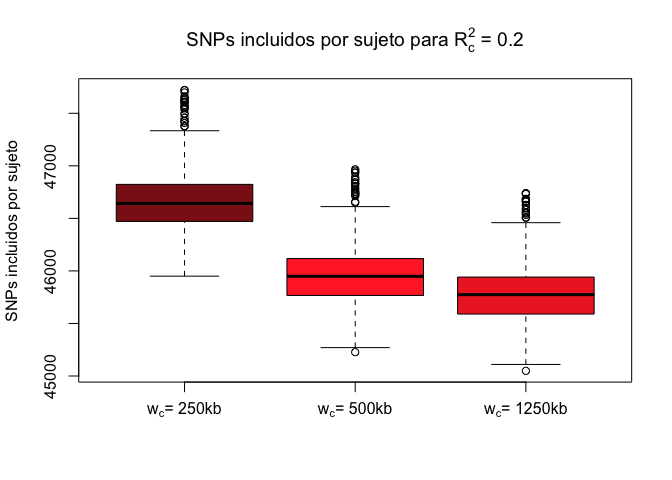 SNPs incluidos por sujeto para R²c = 0.2
SNPs incluidos por sujeto
47000
46000
45000
wc= 250kb
wc= 500kb
wc= 1250kb